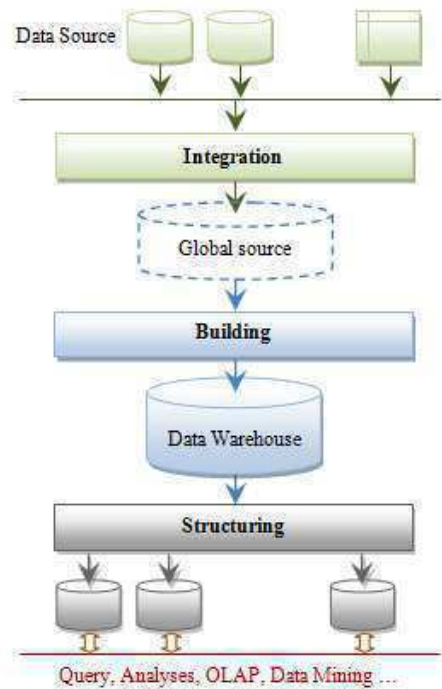 Data Source
Integration
Global source
Building
Data Warehouse
Structuring
Query, Analyses, OLAP, Data Mining ...